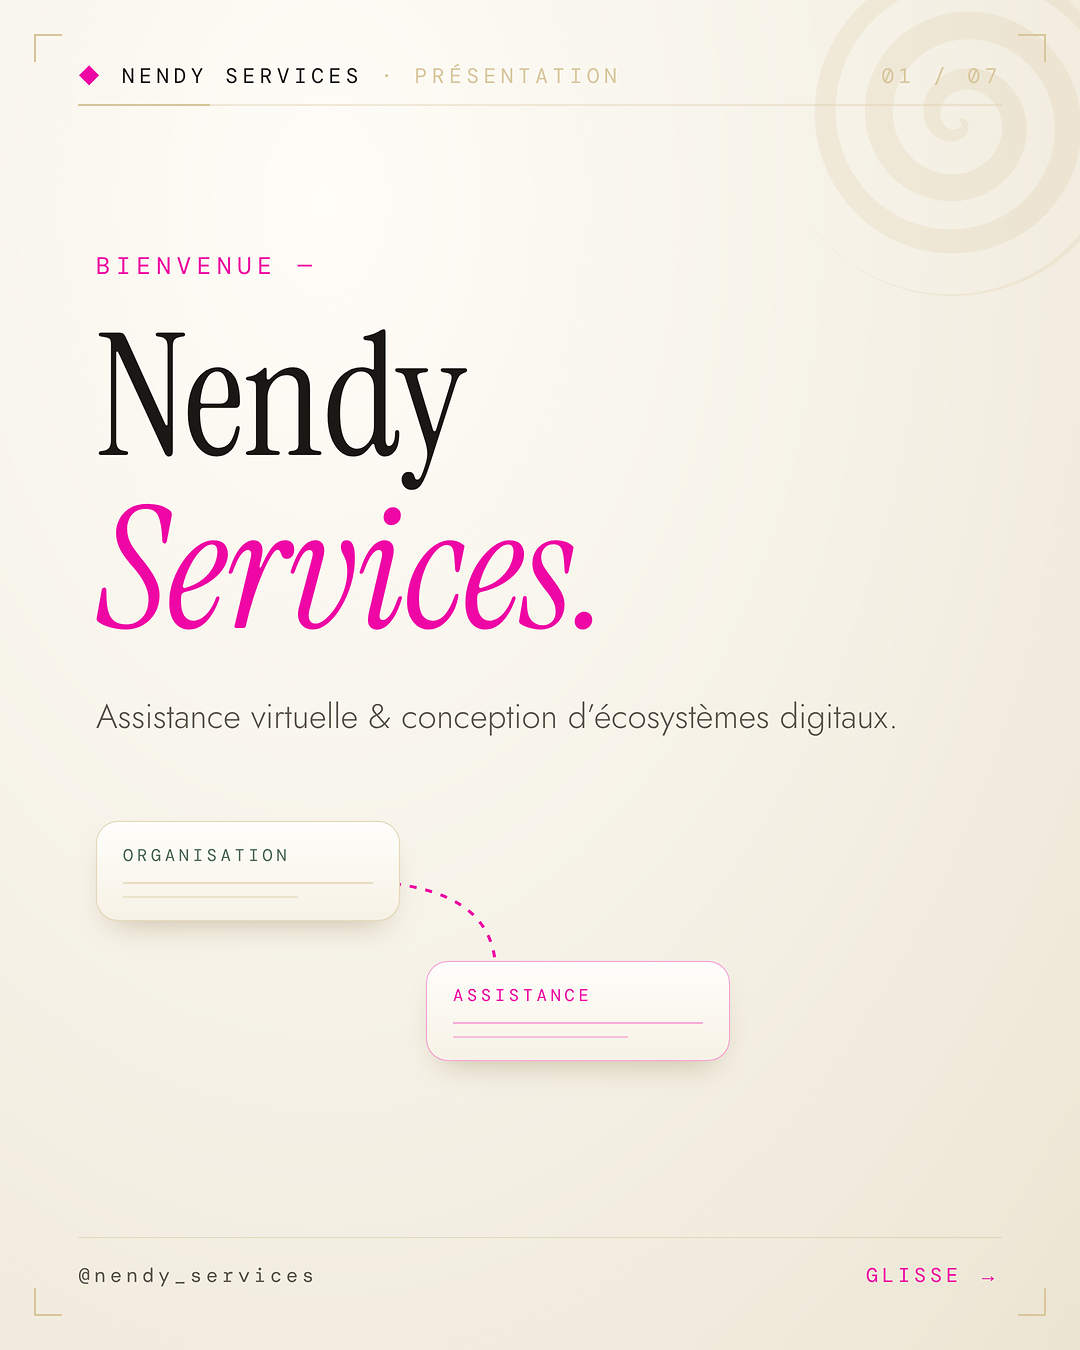 ◆ NENDY SERVICES · PRÉSENTATION 01 / 07
BIENVENUE —
Nendy
Services.
Assistance virtuelle & conception d’écosystèmes digitaux.
ORGANISATION
ASSISTANCE
@nendy_services GLISSE →